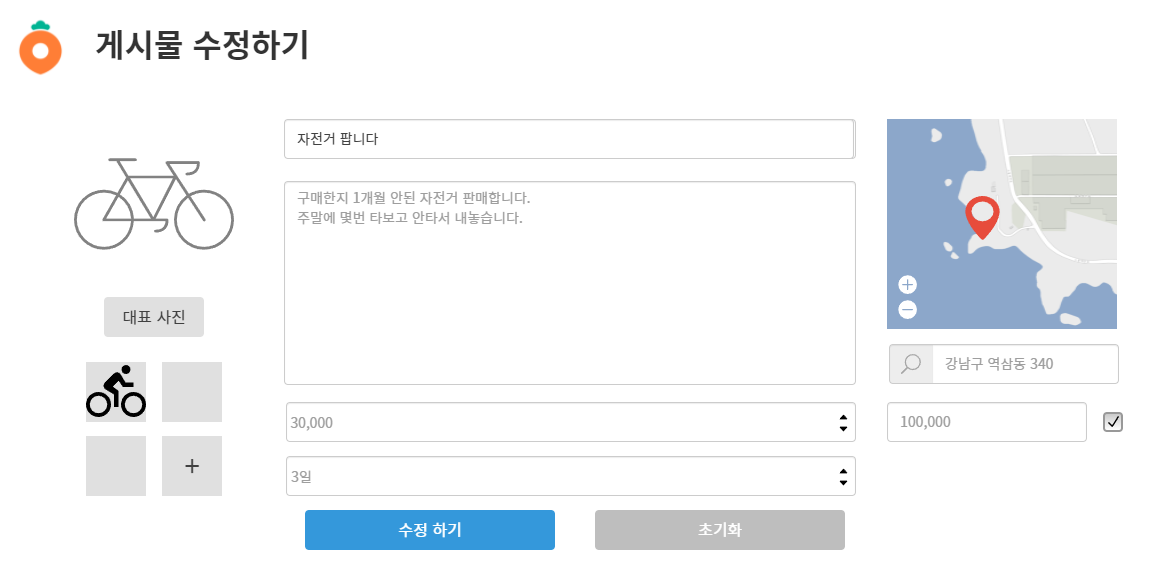 게시물 수정하기
자전거 팝니다
구매한지 1개월 안된 자전거 판매합니다.
주말에 몇번 타보고 안타서 내놓습니다.
대표 사진
+
강남구 역삼동 340
30,000
100,000
3일
수정 하기
초기화